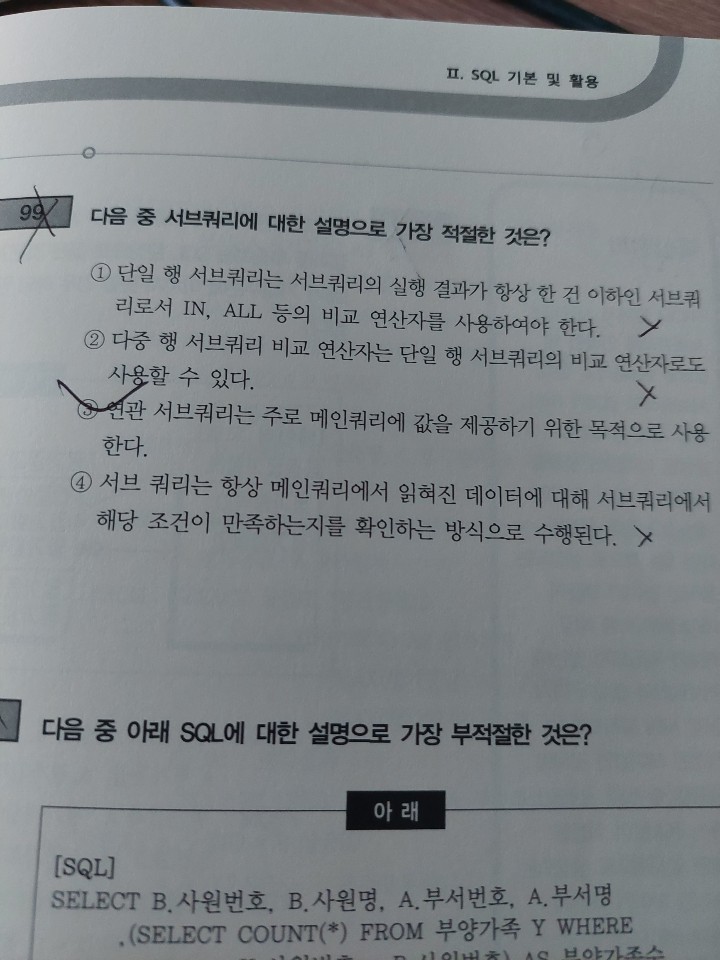 II. SQL 기본 및 활용
99 다음 중 서브쿼리에 대한 설명으로 가장 적절한 것은?
① 단일 행 서브쿼리는 서브쿼리의 실행 결과가 항상 한 건 이하인 서브쿼
리로서 IN, ALL 등의 비교 연산자를 사용하여야 한다.
② 다중 행 서브쿼리 비교 연산자는 단일 행 서브쿼리의 비교 연산자로도
사용할 수 있다.
③ 연관 서브쿼리는 주로 메인쿼리에 값을 제공하기 위한 목적으로 사용
한다.
④ 서브 쿼리는 항상 메인쿼리에서 읽혀진 데이터에 대해 서브쿼리에서
해당 조건이 만족하는지를 확인하는 방식으로 수행된다.
다음 중 아래 SQL에 대한 설명으로 가장 부적절한 것은?
아 래
[SQL]
SELECT B.사원번호, B.사원명, A.부서번호, A.부서명
,(SELECT COUNT(*) FROM 부양가족 Y WHERE
사원번호) AS 부양가족수